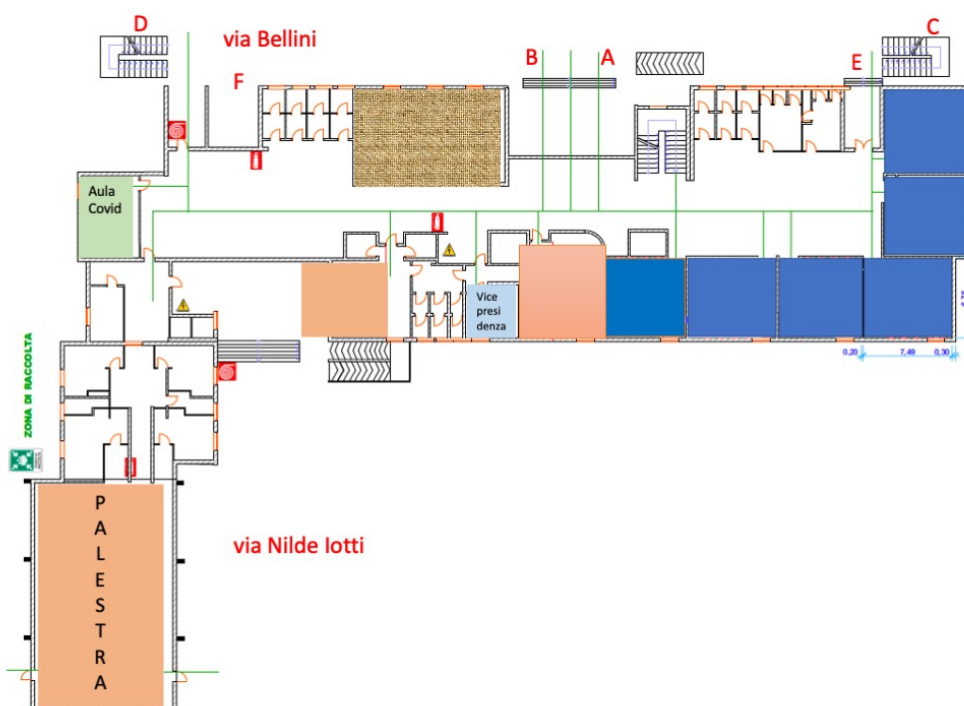 D
via Bellini
C
B
A
E
F
Aula
Covid
Vice
presi
denza
0,20
7,49
0,30
ZONA DI RACCOLTA
P
A
L
E
S
T
R
A
via Nilde Iotti